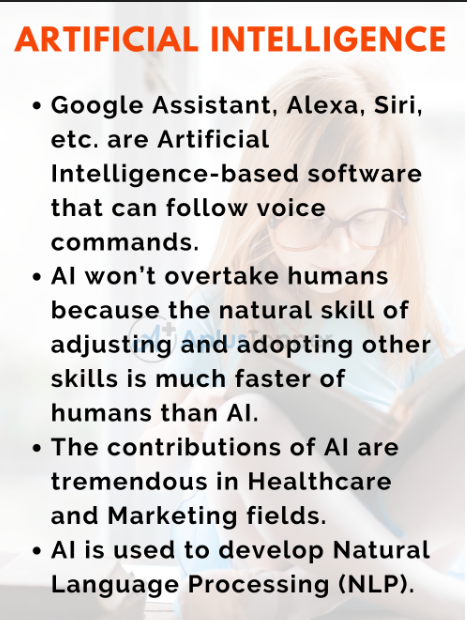 ARTIFICIAL INTELLIGENCE
• Google Assistant, Alexa, Siri,
etc. are Artificial
Intelligence-based software
that can follow voice
commands.
• AI won’t overtake humans
because the natural skill of
adjusting and adopting other
skills is much faster of
humans than AI.
• The contributions of AI are
tremendous in Healthcare
and Marketing fields.
• AI is used to develop Natural
Language Processing (NLP).